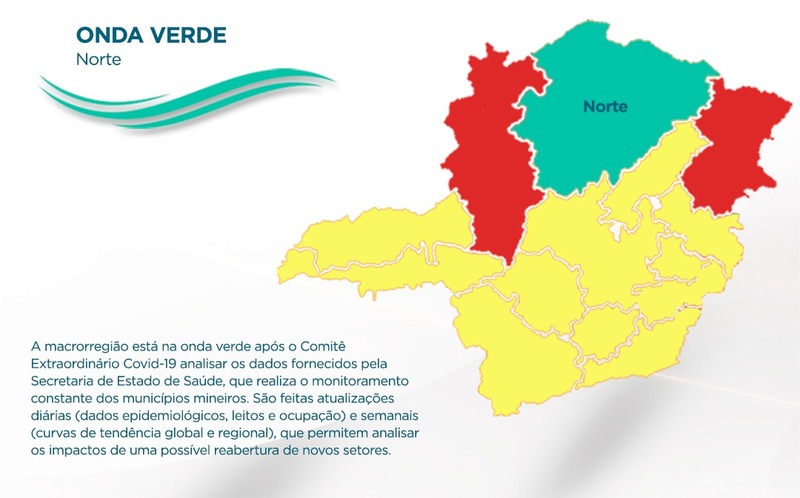 ONDA VERDE
Norte
Norte
A macrorregião está na onda verde após o Comitê
Extraordinário Covid-19 analisar os dados fornecidos pela
Secretaria de Estado de Saúde, que realiza o monitoramento
constante dos municípios mineiros. São feitas atualizações
diárias (dados epidemiológicos, leitos e ocupação) e semanais
(curvas de tendência global e regional), que permitem analisar
os impactos de uma possível reabertura de novos setores.